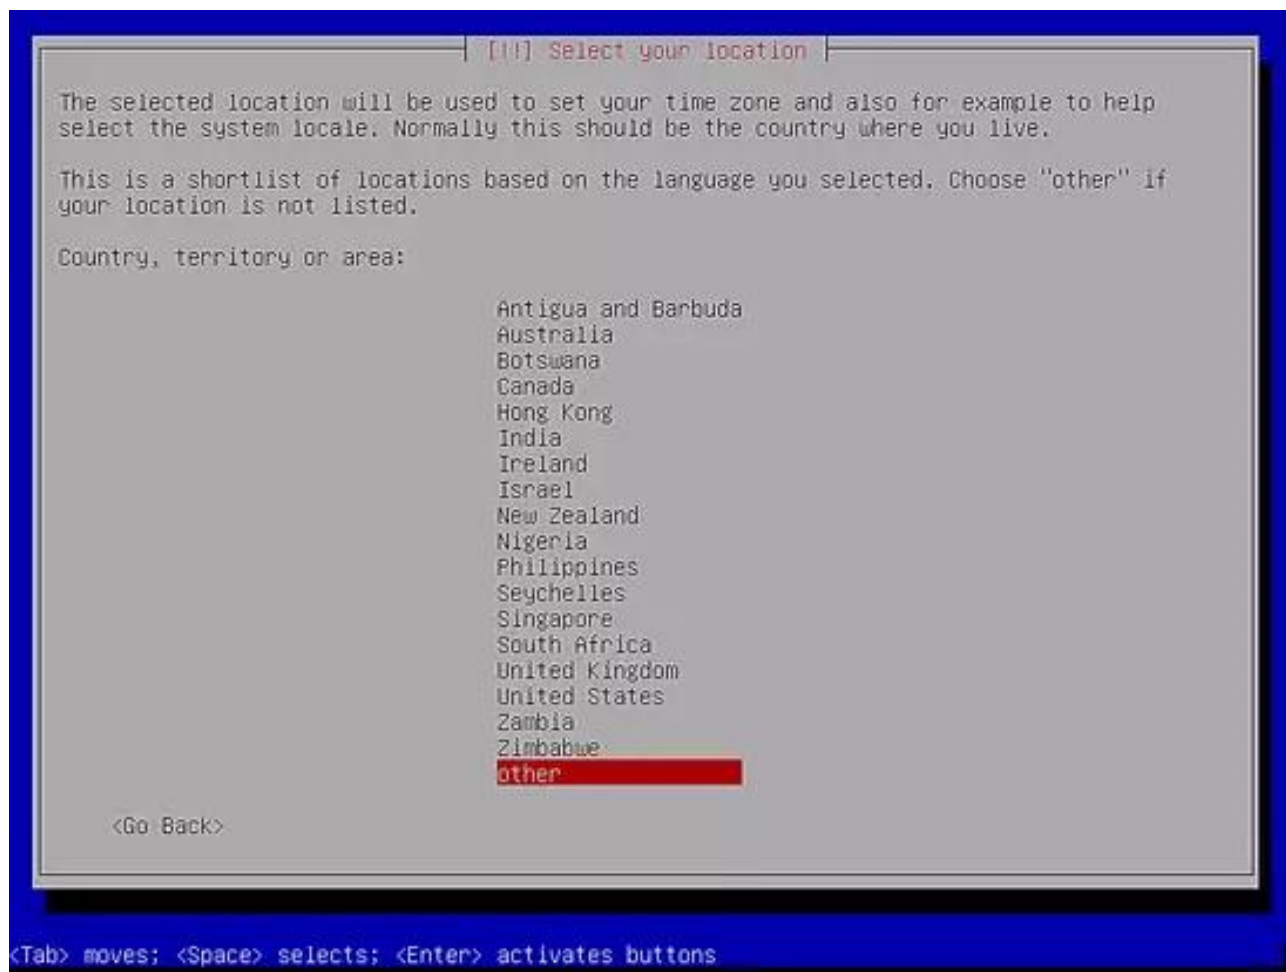 [!!] Select your location
The selected location will be used to set your time zone and also for example to help
select the system locale. Normally this should be the country where you live.
This is a shortlist of locations based on the language you selected. Choose "other" if
your location is not listed.
Country, territory or area:
Antigua and Barbuda
Australia
Botswana
Canada
Hong Kong
India
Ireland
Israel
New Zealand
Nigeria
Philippines
Seychelles
Singapore
South Africa
United Kingdom
United States
Zambia
Zimbabwe
other
<Go Back>
<Tab> moves; <Space> selects; <Enter> activates buttons